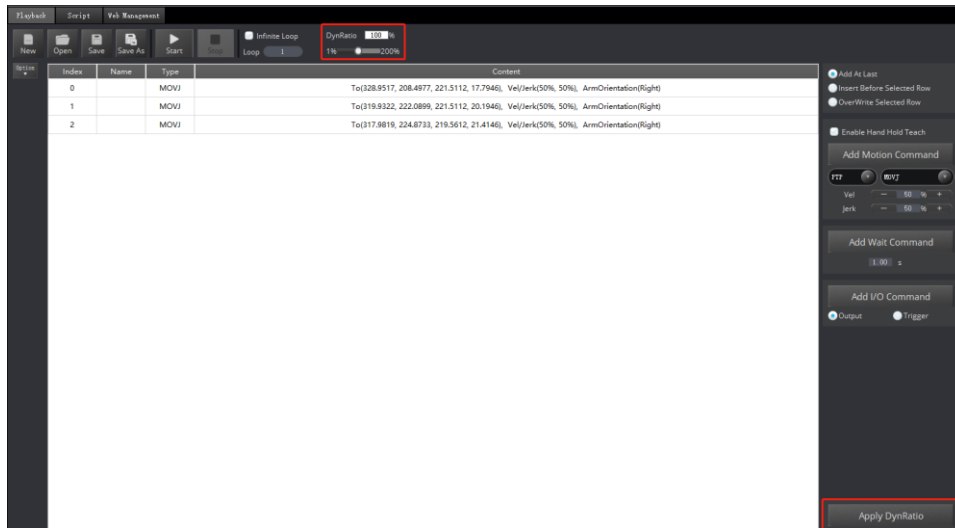 Playback Script Web Management
New Open Save Save As Start Stop
Infinite Loop
Loop 1
DynRatio 100 %
1% 200%
Option
Index Name Type Content
0 MOVJ To(328.9517, 208.4977, 221.5112, 17.7946), Vel/Jerk(50%, 50%), ArmOrientation(Right)
1 MOVJ To(319.9322, 222.0899, 221.5112, 20.1946), Vel/Jerk(50%, 50%), ArmOrientation(Right)
2 MOVJ To(317.9819, 224.8733, 219.5612, 21.4146), Vel/Jerk(50%, 50%), ArmOrientation(Right)
Add At Last
Insert Before Selected Row
OverWrite Selected Row
Enable Hand Hold Teach
Add Motion Command
PTP MOVJ
Vel − 50 % +
Jerk − 50 % +
Add Wait Command
1.00 s
Add I/O Command
Output Trigger
Apply DynRatio